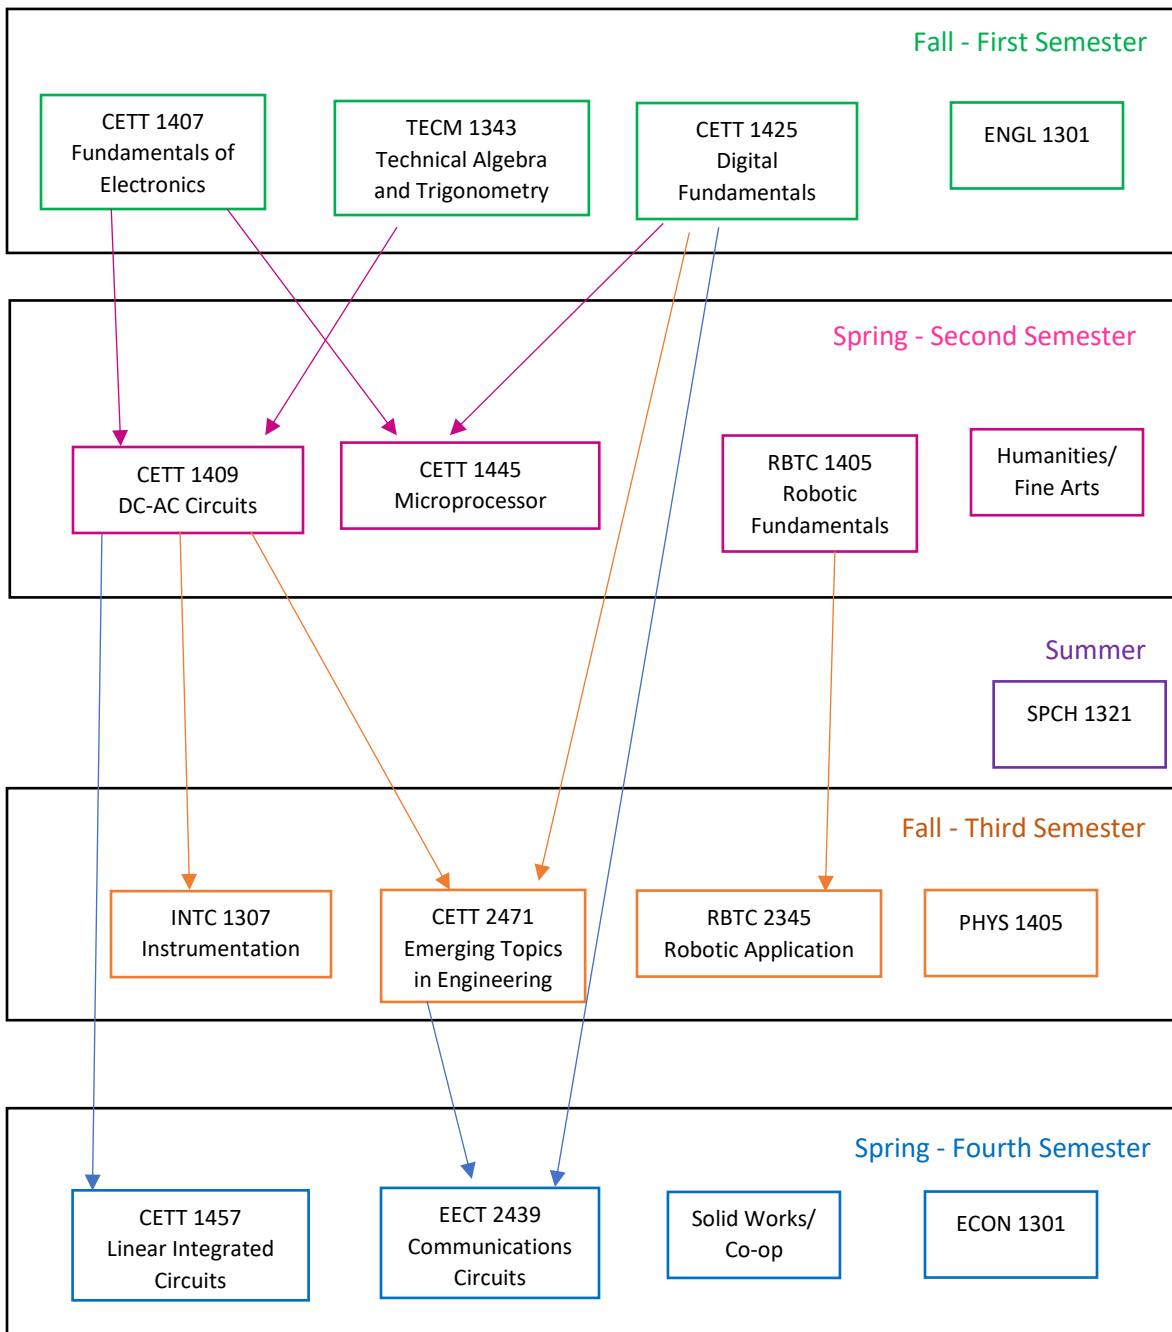 Fall - First Semester
CETT 1407
Fundamentals of
Electronics
TECM 1343
Technical Algebra
and Trigonometry
CETT 1425
Digital
Fundamentals
ENGL 1301
Spring - Second Semester
CETT 1409
DC-AC Circuits
CETT 1445
Microprocessor
RBTC 1405
Robotic
Fundamentals
Humanities/
Fine Arts
Summer
SPCH 1321
Fall - Third Semester
INTC 1307
Instrumentation
CETT 2471
Emerging Topics
in Engineering
RBTC 2345
Robotic Application
PHYS 1405
Spring - Fourth Semester
CETT 1457
Linear Integrated
Circuits
EECT 2439
Communications
Circuits
Solid Works/
Co-op
ECON 1301